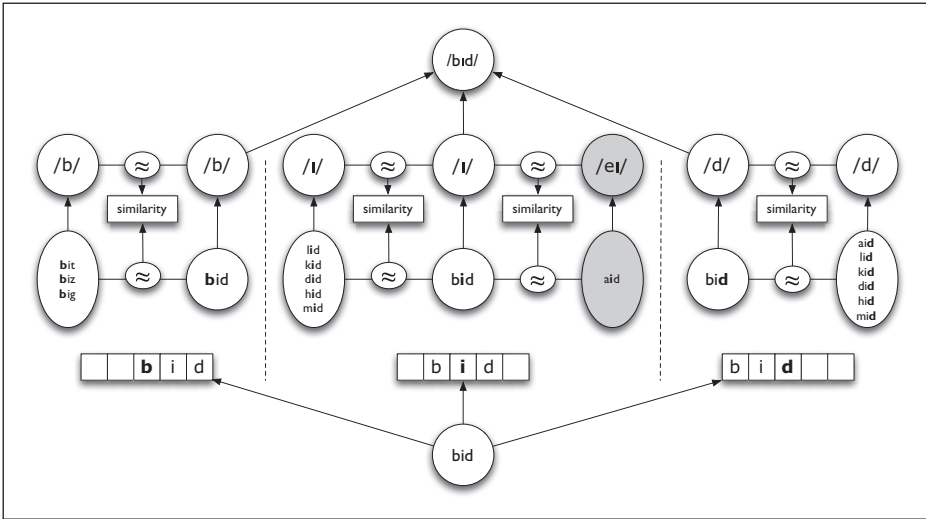 /bɪd/
/b/ ≈ /b/ /ɪ/ ≈ /ɪ/ ≈ /eɪ/ /d/ ≈ /d/
similarity similarity similarity similarity
bit
biz
big
≈ bid
lid
kid
did
hid
mid
≈ bid ≈ aid
bid ≈
aid
lid
kid
did
hid
mid
b i d
b i d
b i d
bid